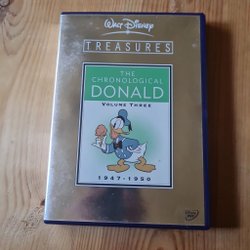 WALT DISNEY
TREASURES
THE
CHRONOLOGICAL
DONALD
VOLUME THREE
1947 - 1950